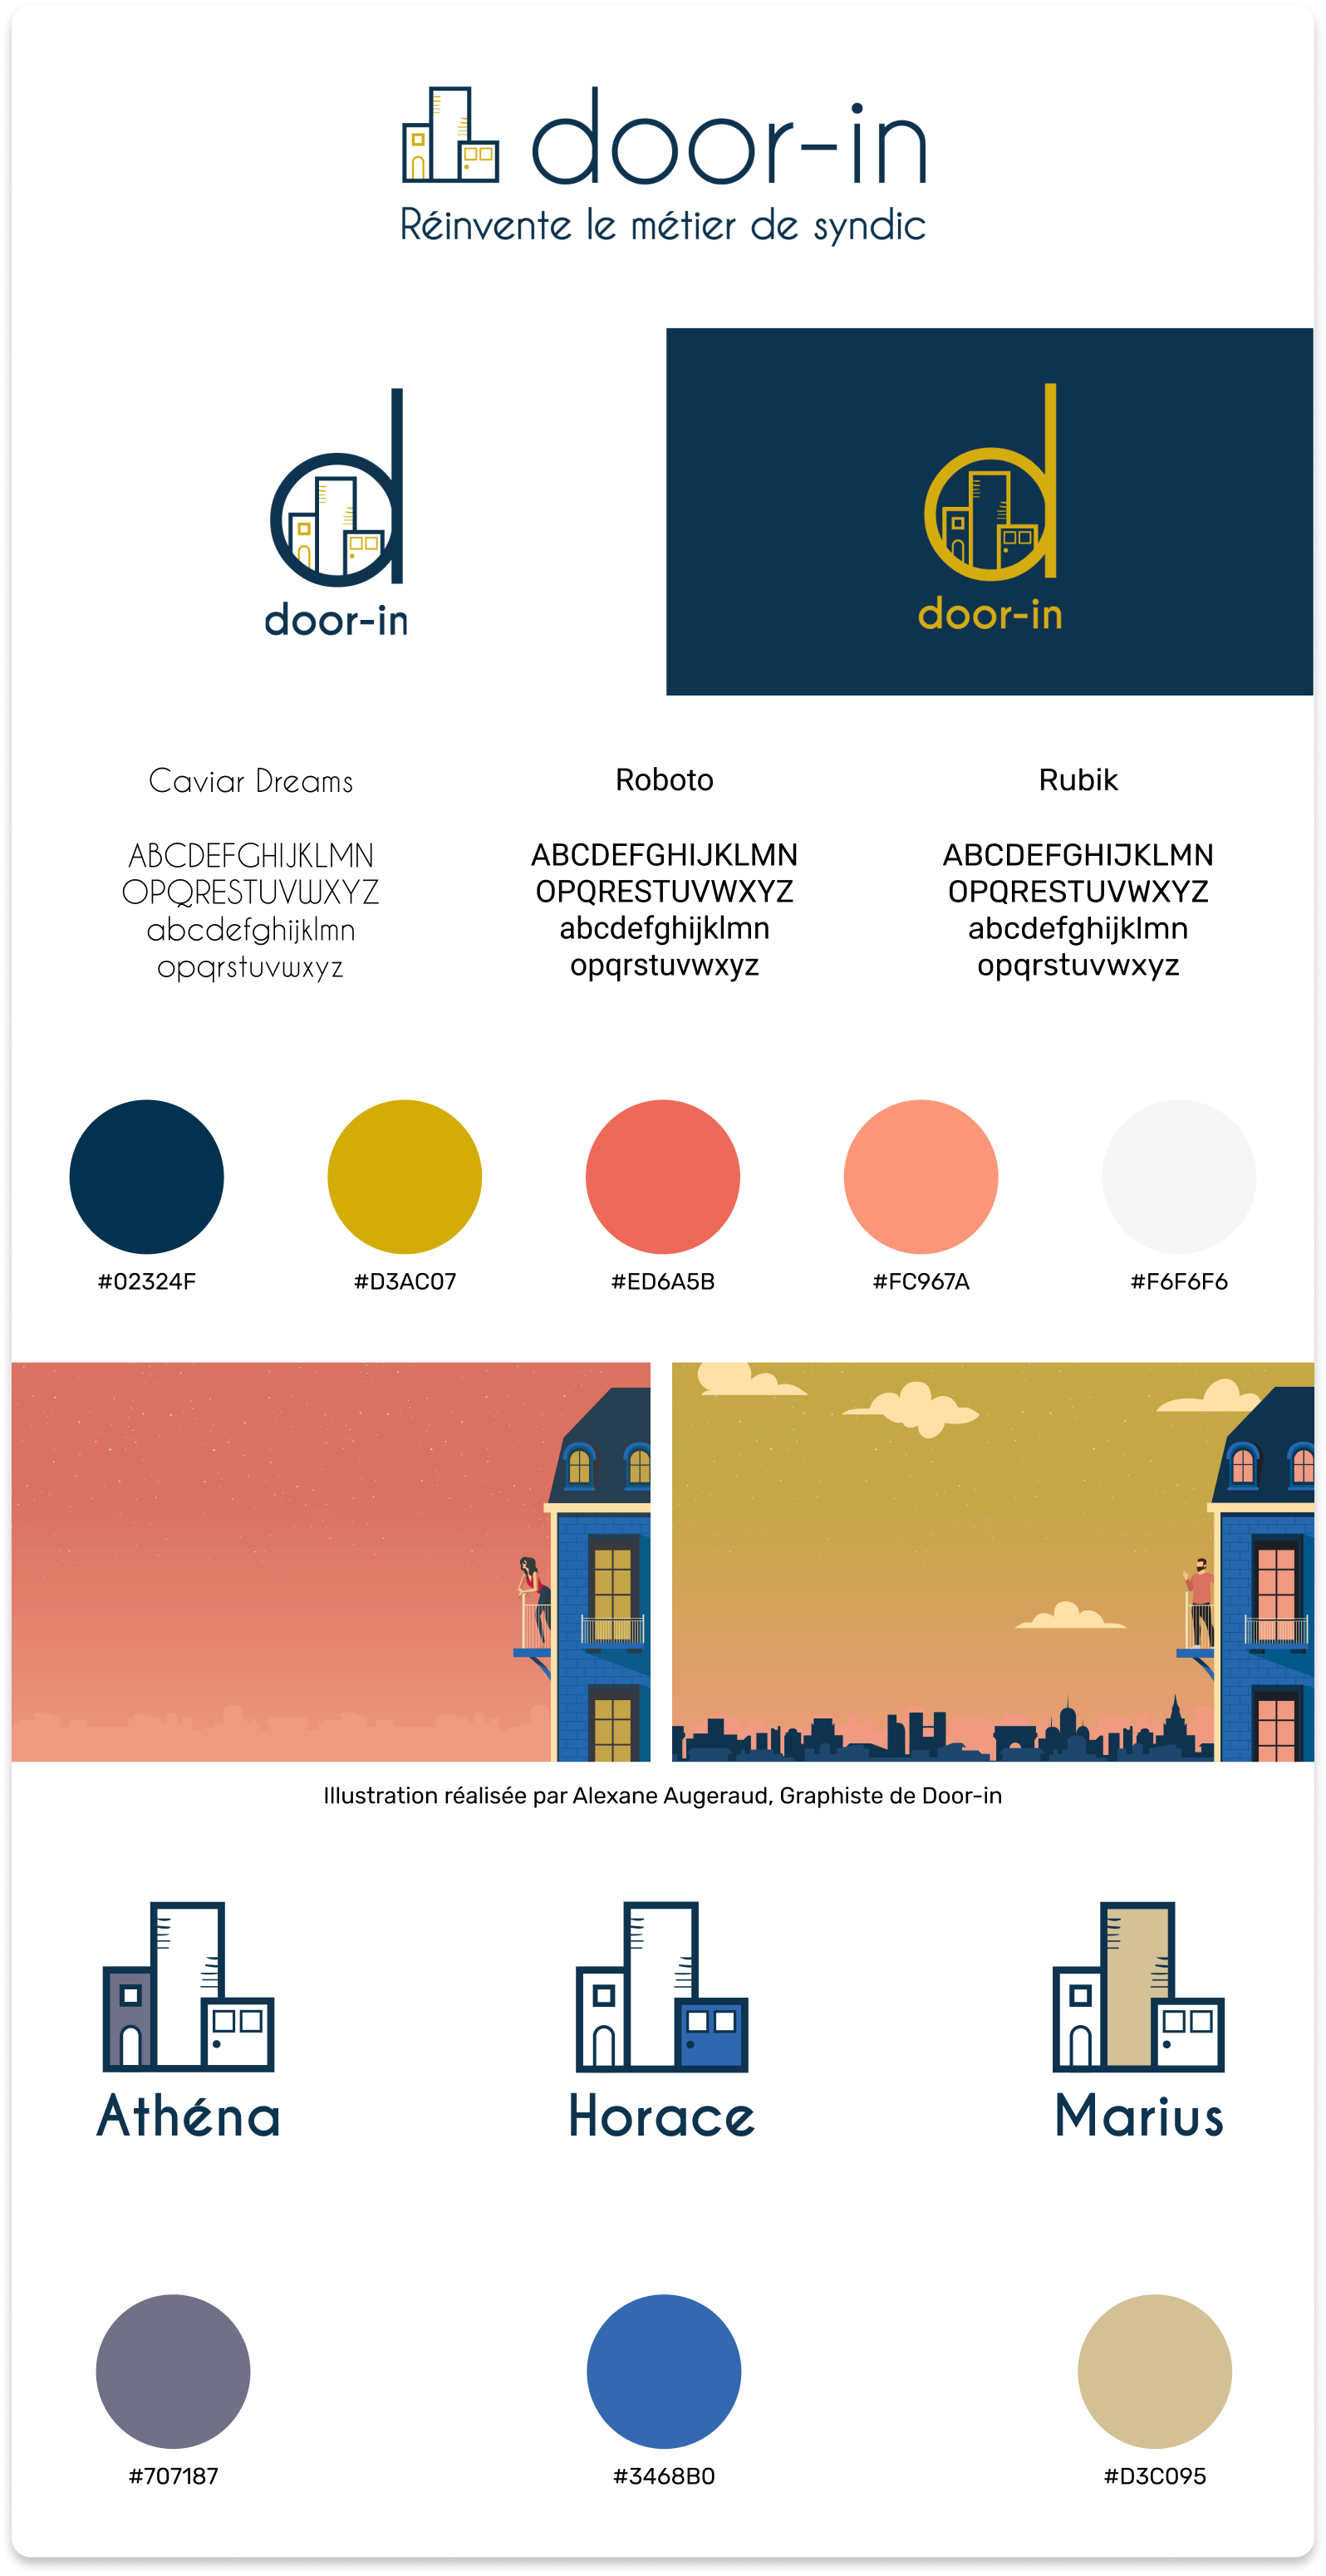 door-in
Réinvente le métier de syndic
door-in
door-in
Caviar Dreams
ABCDEFGHIJKLMN
OPQRESTUVWXYZ
abcdefghijklmn
opqrstuvwxyz
Roboto
ABCDEFGHIJKLMN
OPQRESTUVWXYZ
abcdefghijklmn
opqrstuvwxyz
Rubik
ABCDEFGHIJKLMN
OPQRESTUVWXYZ
abcdefghijklmn
opqrstuvwxyz
#02324F
#D3AC07
#ED6A5B
#FC967A
#F6F6F6
Illustration réalisée par Alexane Augeraud, Graphiste de Door-in
Athéna
Horace
Marius
#707187
#3468B0
#D3C095